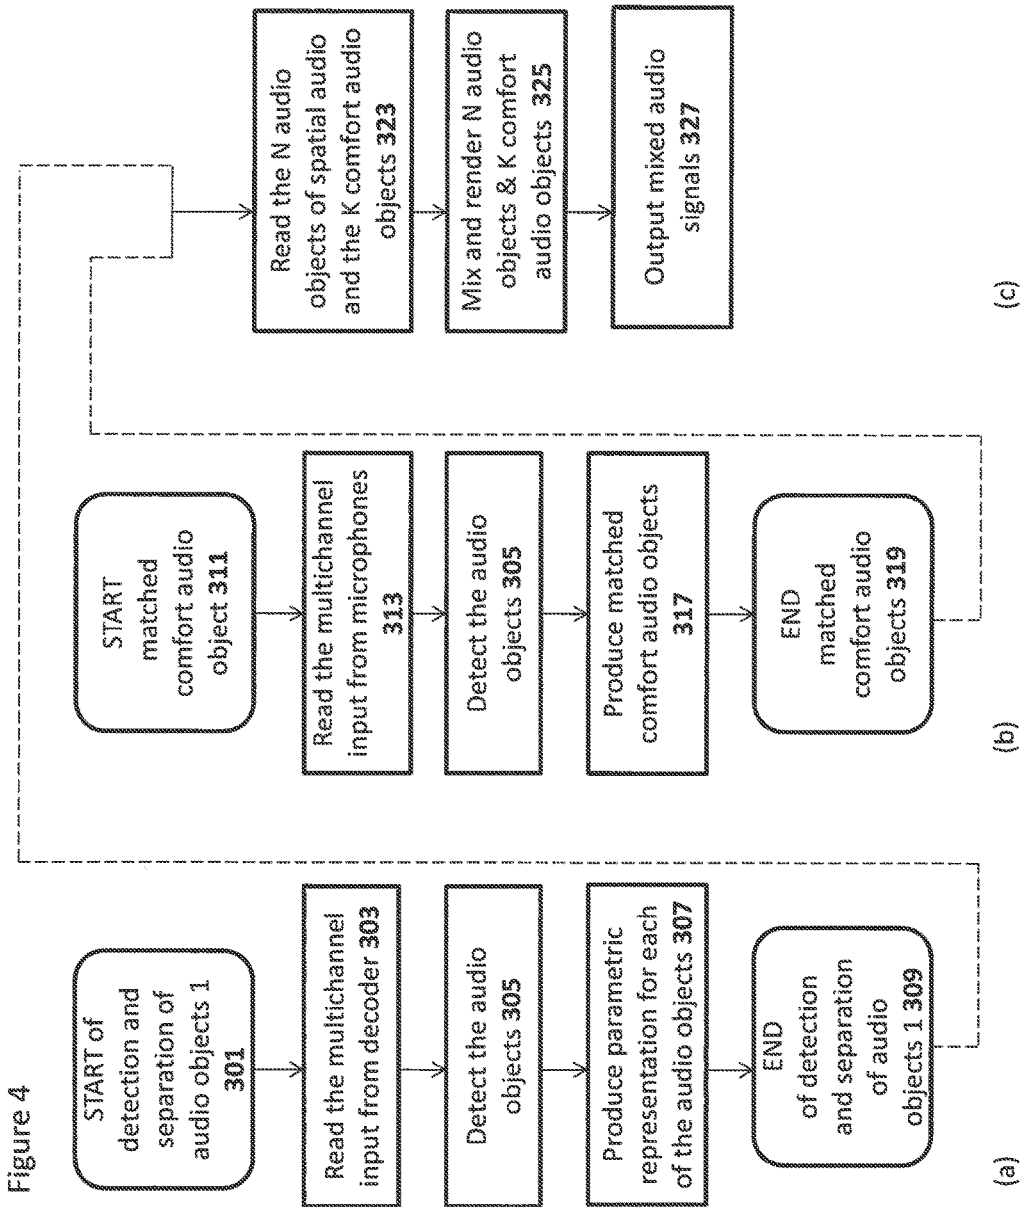 Figure 4
START of
detection and
separation of
audio objects 1
301
Read the multichannel
input from decoder 303
Detect the audio
objects 305
Produce parametric
representation for each
of the audio objects 307
END
of detection
and separation
of audio
objects 1 309
(a)
START
matched
comfort audio
object 311
Read the multichannel
input from microphones
313
Detect the audio
objects 305
Produce matched
comfort audio objects
317
END
matched
comfort audio
objects 319
(b)
Read the N audio
objects of spatial audio
and the K comfort audio
objects 323
Mix and render N audio
objects & K comfort
audio objects 325
Output mixed audio
signals 327
(c)